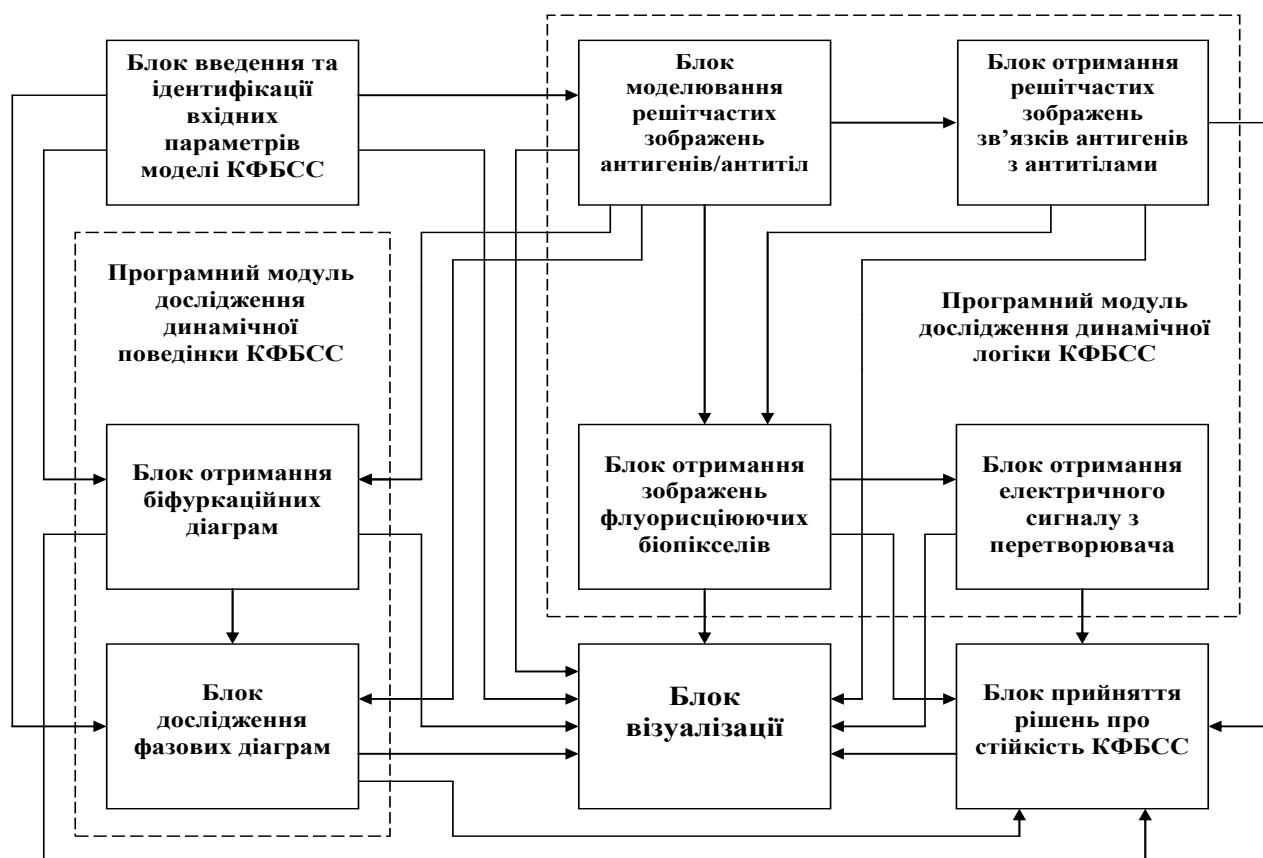 Блок введення та
ідентифікації
вхідних
параметрів
моделі КФБСС
Блок
моделювання
решітчастих
зображень
антигенів/антитіл
Блок отримання
решітчастих
зображень
зв’язків антигенів
з антитілами
Програмний модуль
дослідження
динамічної
поведінки КФБСС
Програмний модуль
дослідження динамічної
логіки КФБСС
Блок отримання
біфуркаційних
діаграм
Блок отримання
зображень
флуорисціюючих
біопікселів
Блок отримання
електричного
сигналу з
перетворювача
Блок
дослідження
фазових діаграм
Блок
візуалізації
Блок прийняття
рішень про
стійкість КФБСС